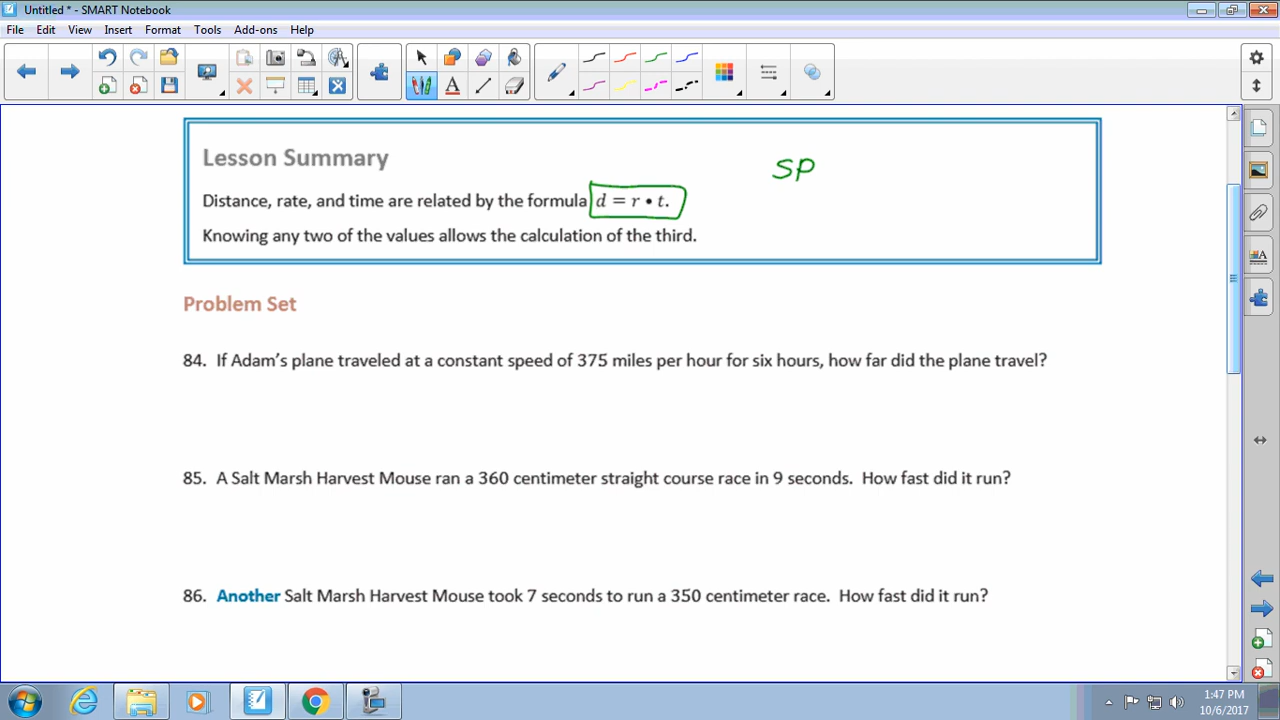 Untitled * - SMART Notebook
File Edit View Insert Format Tools Add-ons Help
Lesson Summary
SP
Distance, rate, and time are related by the formula d = r • t.
Knowing any two of the values allows the calculation of the third.
Problem Set
84. If Adam's plane traveled at a constant speed of 375 miles per hour for six hours, how far did the plane travel?
85. A Salt Marsh Harvest Mouse ran a 360 centimeter straight course race in 9 seconds. How fast did it run?
86. Another Salt Marsh Harvest Mouse took 7 seconds to run a 350 centimeter race. How fast did it run?
1:47 PM
10/6/2017